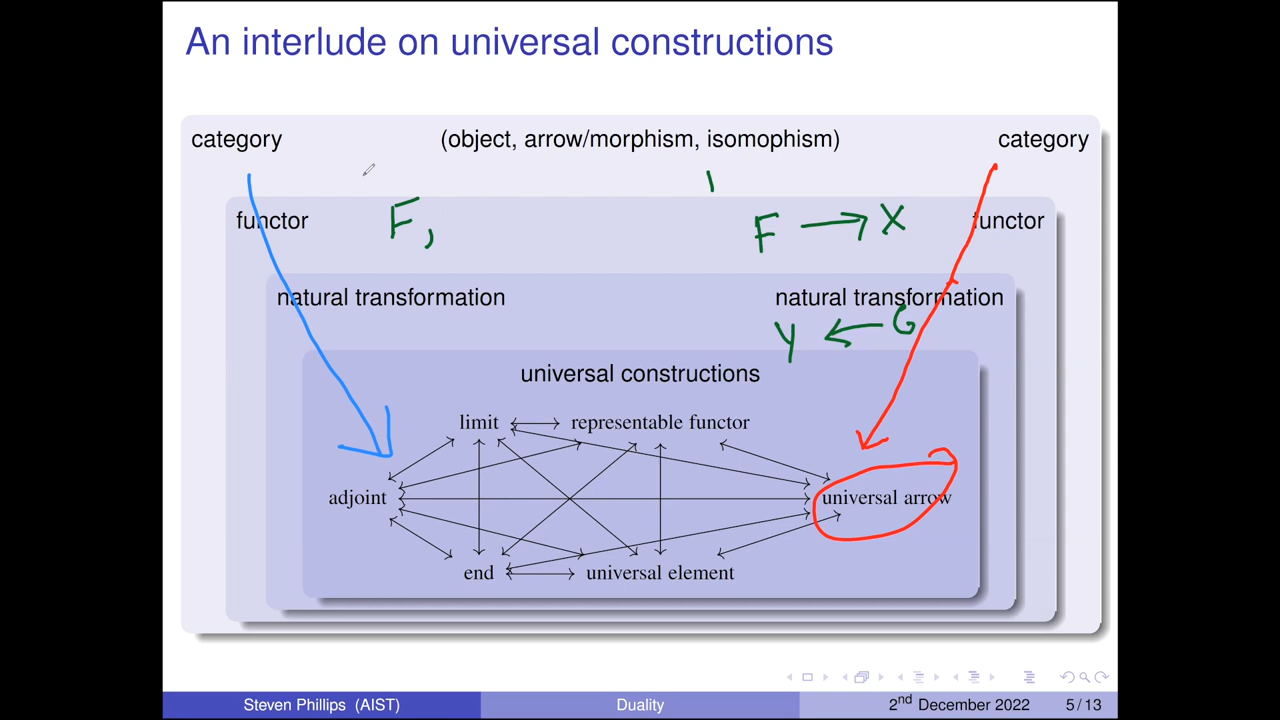 An interlude on universal constructions
category (object, arrow/morphism, isomophism) category
functor F, F → X functor
natural transformation natural transformation
Y ← G
universal constructions
limit representable functor
adjoint universal arrow
end universal element
Steven Phillips (AIST) Duality 2nd December 2022 5 / 13